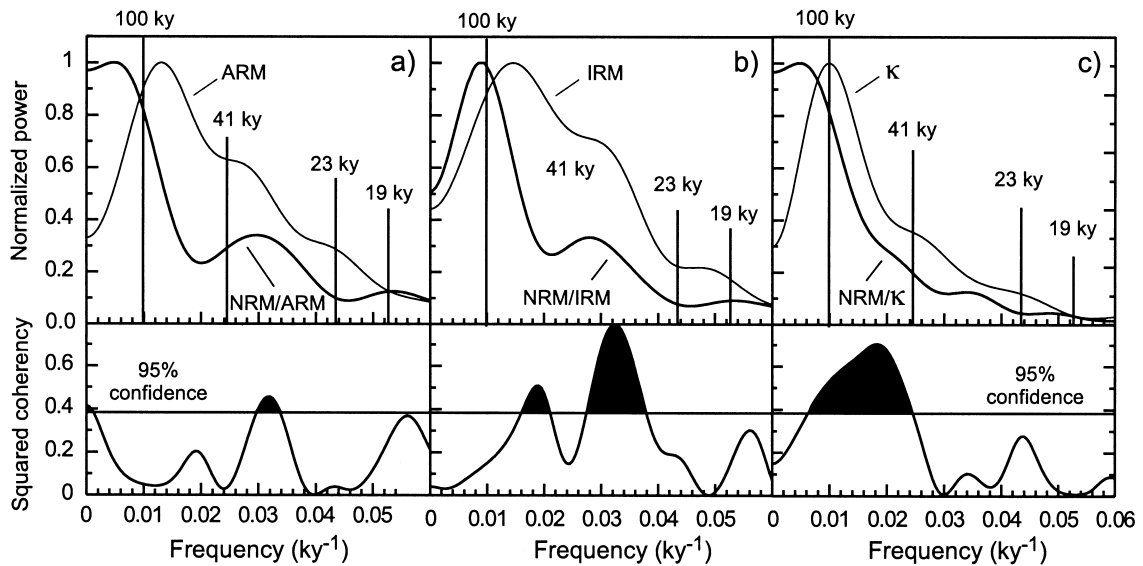 100 ky 100 ky 100 ky
a) b) c)
ARM IRM κ
41 ky 41 ky 41 ky
23 ky 23 ky 23 ky
19 ky 19 ky 19 ky
NRM/ARM NRM/IRM NRM/κ
Normalized power
1
0.8
0.6
0.4
0.2
0.0
Squared coherency
0.6
0.4
0.2
0
95%
confidence
95%
confidence
0 0.01 0.02 0.03 0.04 0.05 0 0.01 0.02 0.03 0.04 0.05 0 0.01 0.02 0.03 0.04 0.05 0.06
Frequency (ky-1) Frequency (ky-1) Frequency (ky-1)